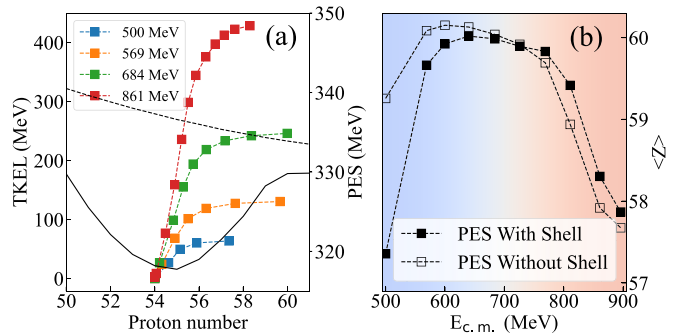 (a)
500 MeV
569 MeV
684 MeV
861 MeV
TKEL (MeV)
400
300
200
100
0
50 52 54 56 58 60
Proton number
350
340
330
320
PES (MeV)
(b)
PES With Shell
PES Without Shell
500 600 700 800 900
E_{c.m.} (MeV)
60
59
58
57
<Z>